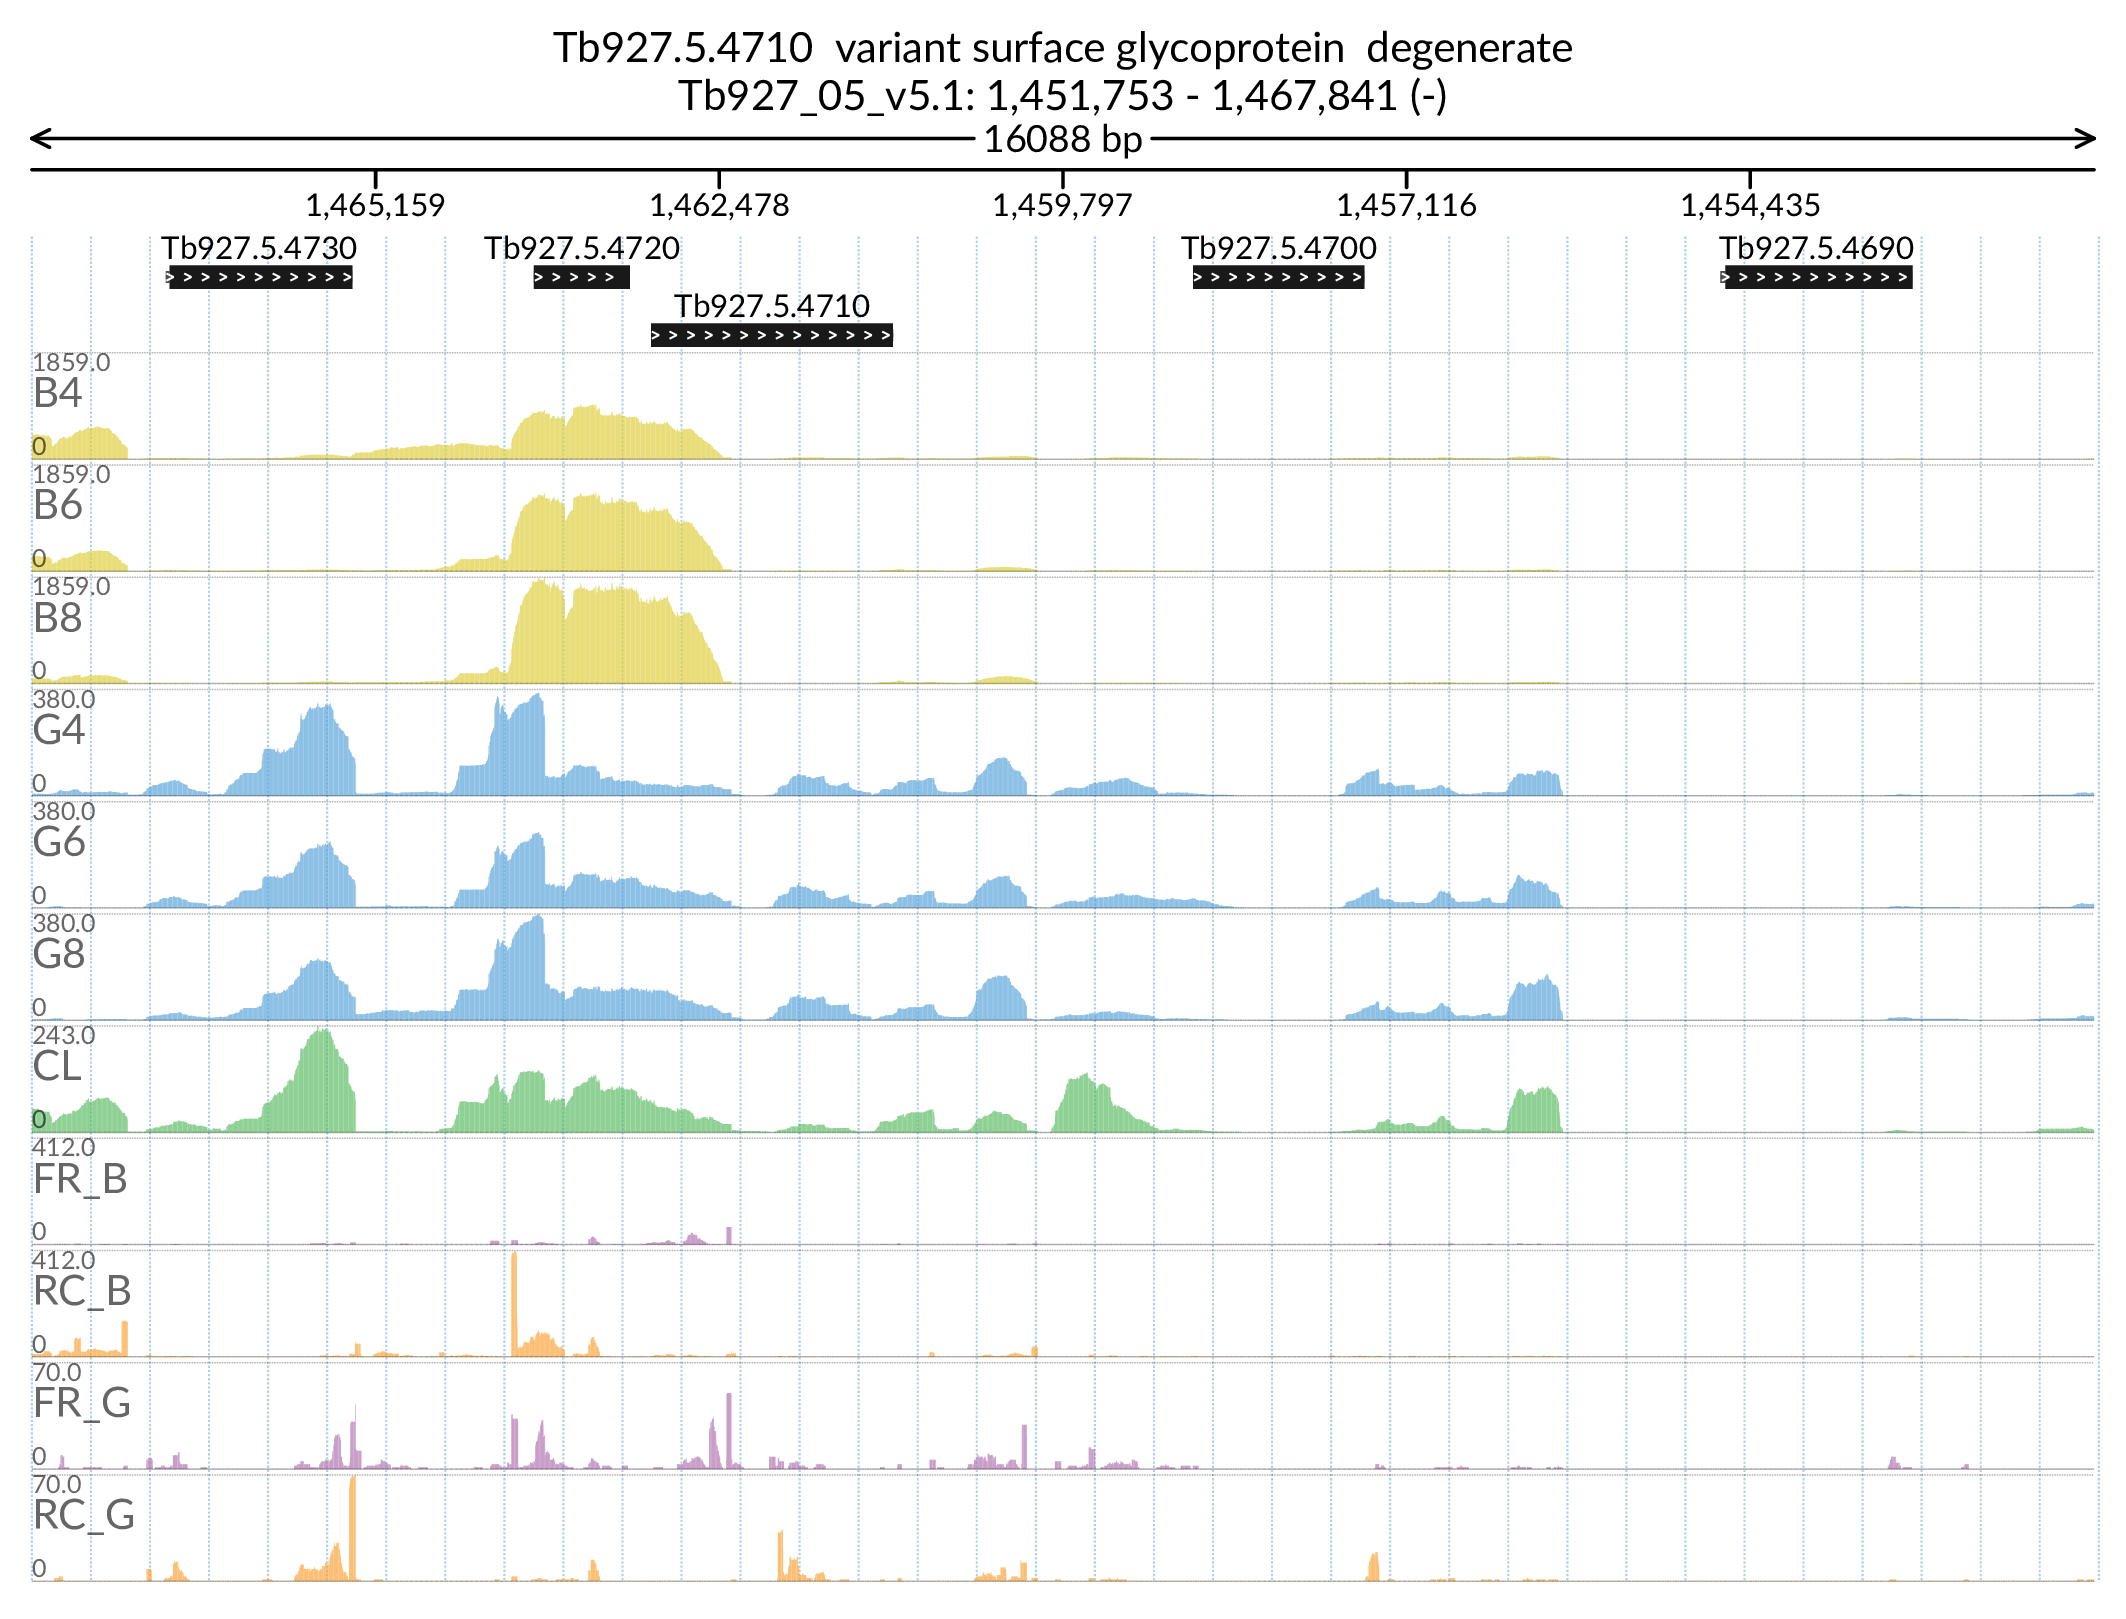 Tb927.5.4710 variant surface glycoprotein degenerate
Tb927_05_v5.1: 1,451,753 - 1,467,841 (-)
16088 bp
1,465,159 1,462,478 1,459,797 1,457,116 1,454,435
Tb927.5.4730 Tb927.5.4720 Tb927.5.4700 Tb927.5.4690
Tb927.5.4710
1859.0
B4
0
1859.0
B6
0
1859.0
B8
0
380.0
G4
0
380.0
G6
0
380.0
G8
0
243.0
CL
0
412.0
FR_B
0
412.0
RC_B
0
70.0
FR_G
0
70.0
RC_G
0